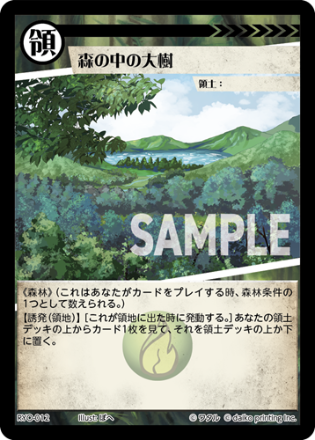 領
森の中の大樹
領土:
SAMPLE
《森林》(これはあなたがカードをプレイする時、森林条件の
1つとして数えられる。)
【誘発(領地)】[これが領地に出た時に発動する。]あなたの領土
デッキの上からカード1枚を見て、それを領土デッキの上か下
に置く。
RYO-012
Illust ぽへ
© ワタル © daiko printing inc.